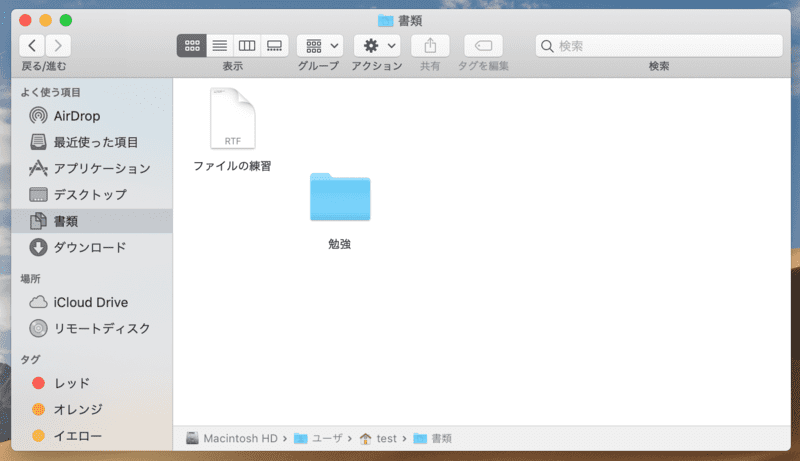 書類
検索
戻る/進む 表示 グループ アクション 共有 タグを編集 検索
よく使う項目
AirDrop
最近使った項目
アプリケーション
デスクトップ
書類
ダウンロード
場所
iCloud Drive
リモートディスク
タグ
レッド
オレンジ
イエロー
RTF
ファイルの練習
勉強
Macintosh HD › ユーザ › test › 書類